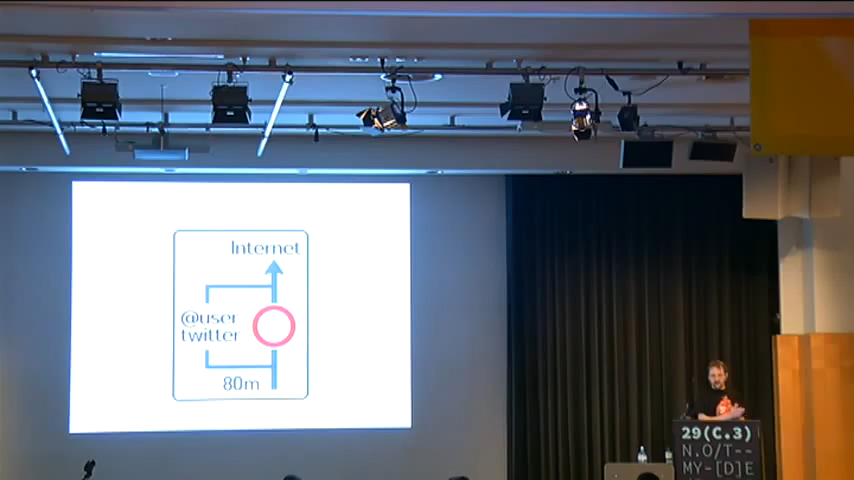 Internet
@user
twitter
80m
29(C.3)
N.O/T--
MY-[D]E